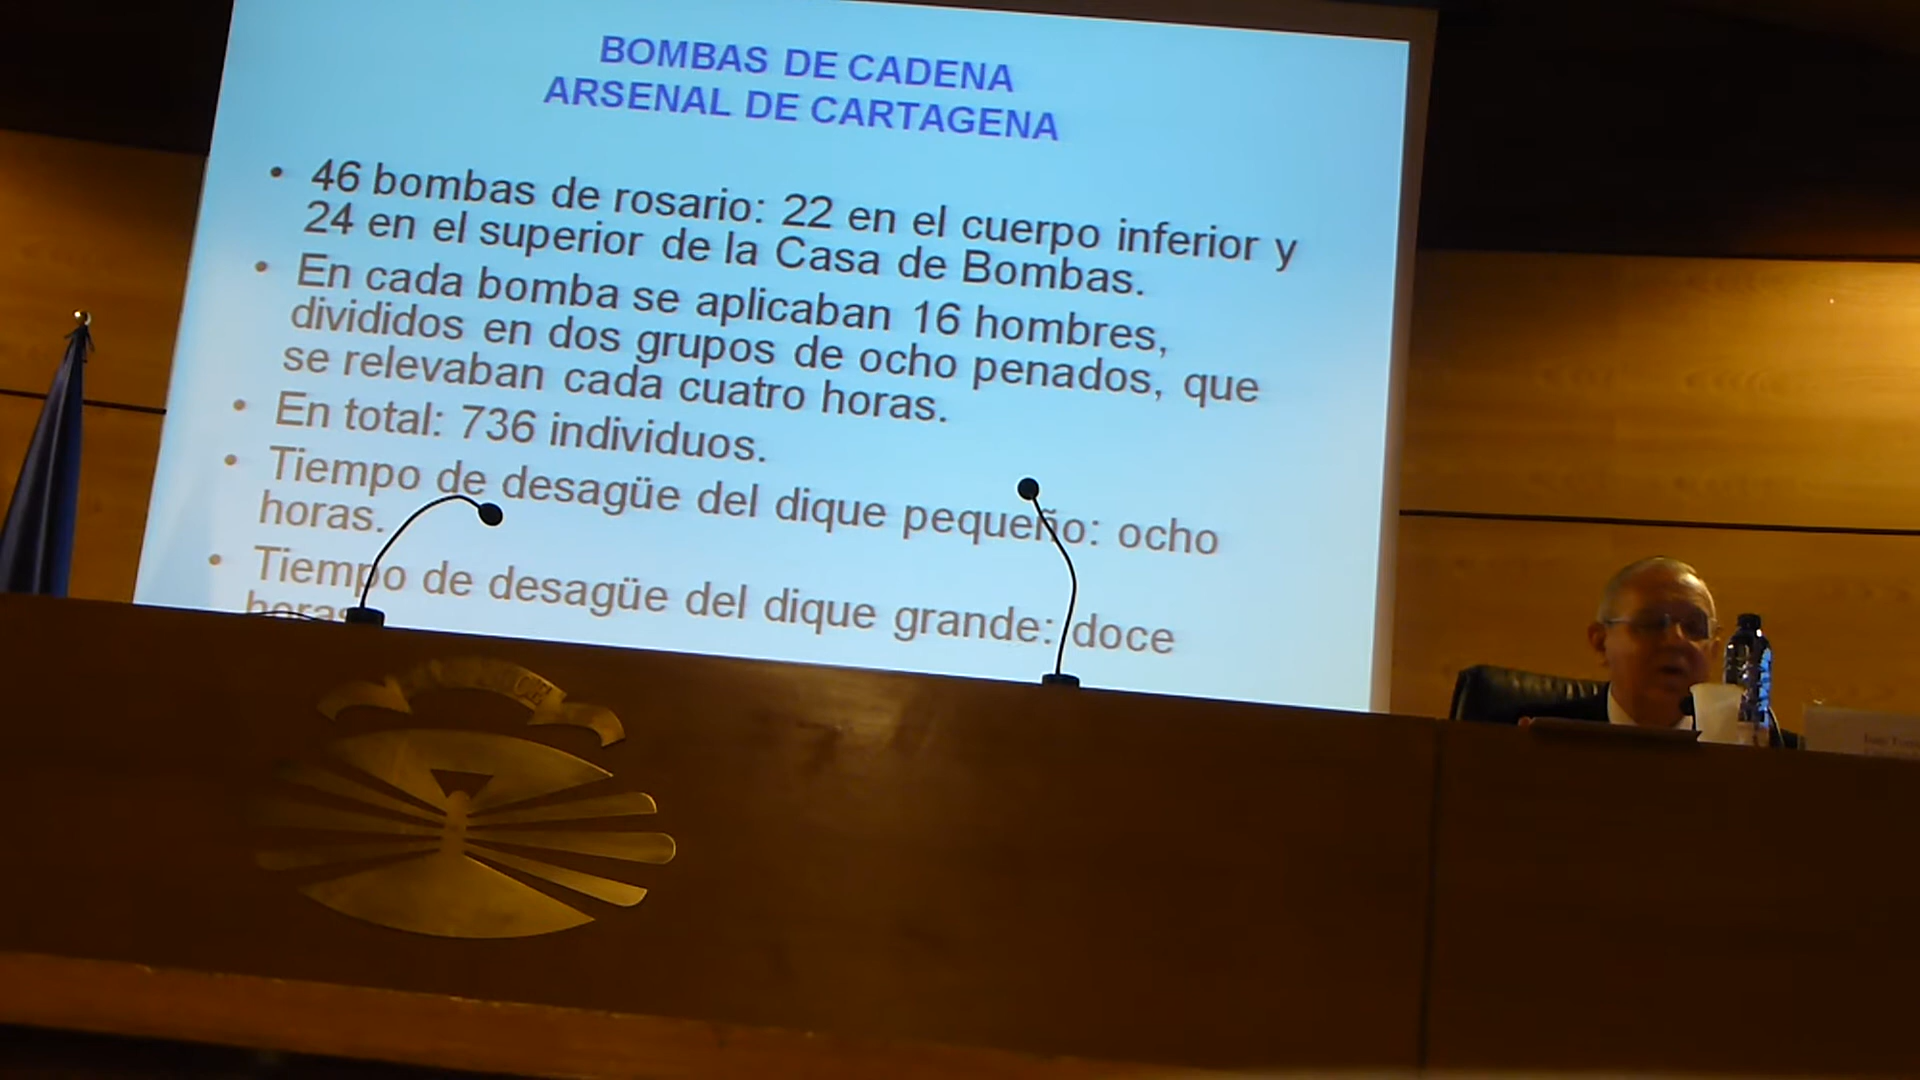 BOMBAS DE CADENA
ARSENAL DE CARTAGENA
• 46 bombas de rosario: 22 en el cuerpo inferior y
24 en el superior de la Casa de Bombas.
• En cada bomba se aplicaban 16 hombres,
divididos en dos grupos de ocho penados, que
se relevaban cada cuatro horas.
• En total: 736 individuos.
• Tiempo de desagüe del dique pequeño: ocho
horas.
• Tiempo de desagüe del dique grande: doce
horas